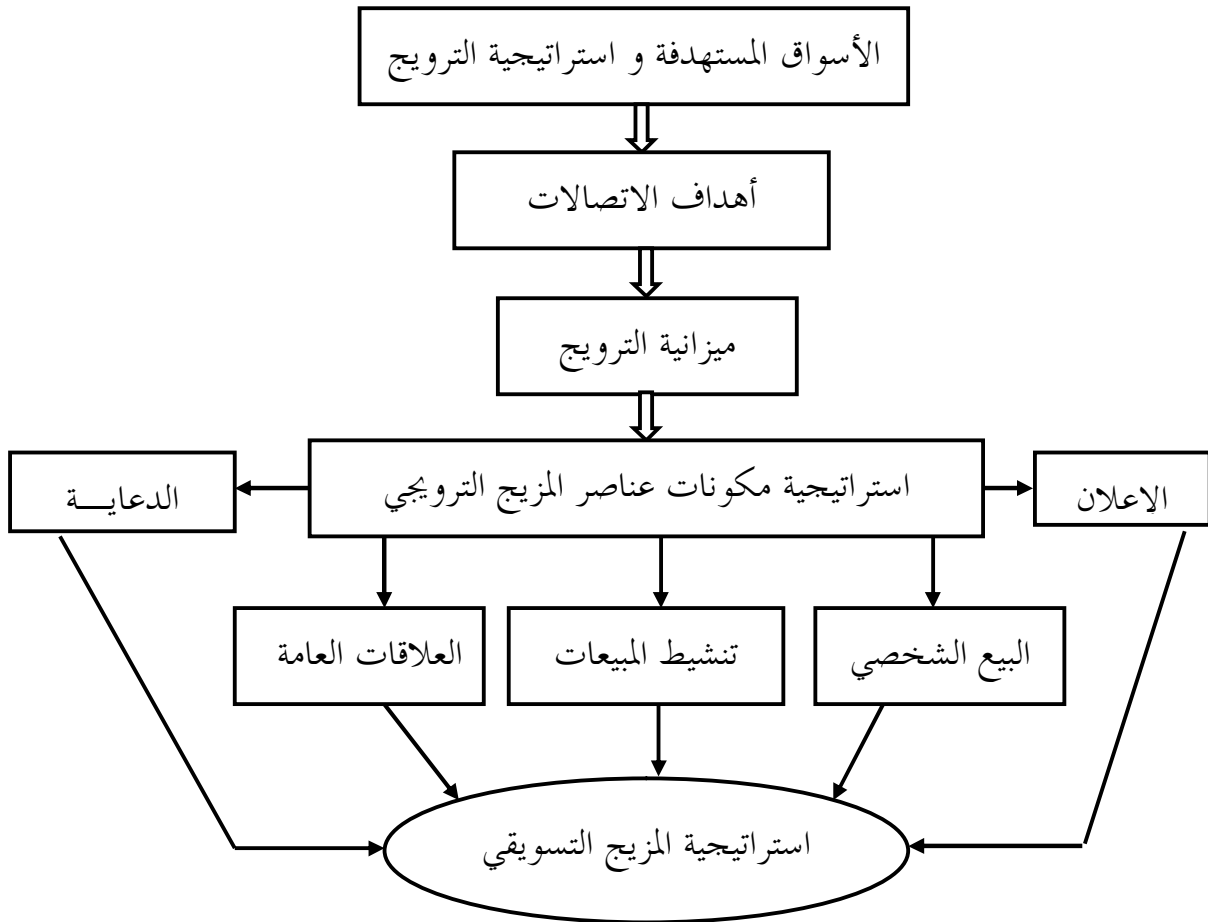 الأسواق المستهدفة و استراتيجية الترويج
أهداف الاتصالات
ميزانية الترويج
استراتيجية مكونات عناصر المزيج الترويجي
الإعلان
الدعايـــة
البيع الشخصي
تنشيط المبيعات
العلاقات العامة
استراتيجية المزيج التسويقي